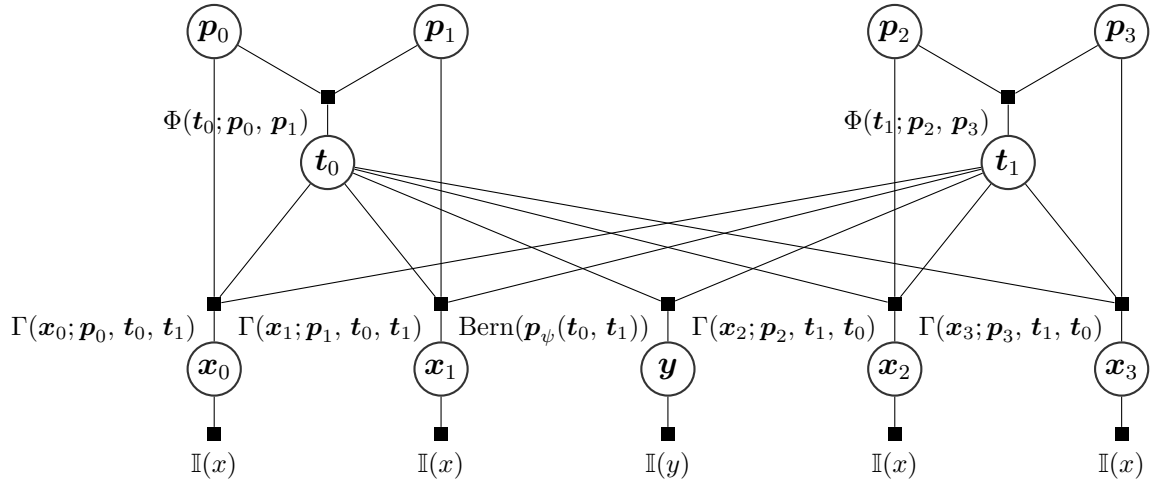 p₀ p₁ p₂ p₃
Φ(t₀; p₀, p₁) Φ(t₁; p₂, p₃)
t₀ t₁
Γ(x₀; p₀, t₀, t₁) Γ(x₁; p₁, t₀, t₁) Bern(p_ψ(t₀, t₁)) Γ(x₂; p₂, t₁, t₀) Γ(x₃; p₃, t₁, t₀)
x₀ x₁ y x₂ x₃
𝕀(x) 𝕀(x) 𝕀(y) 𝕀(x) 𝕀(x)